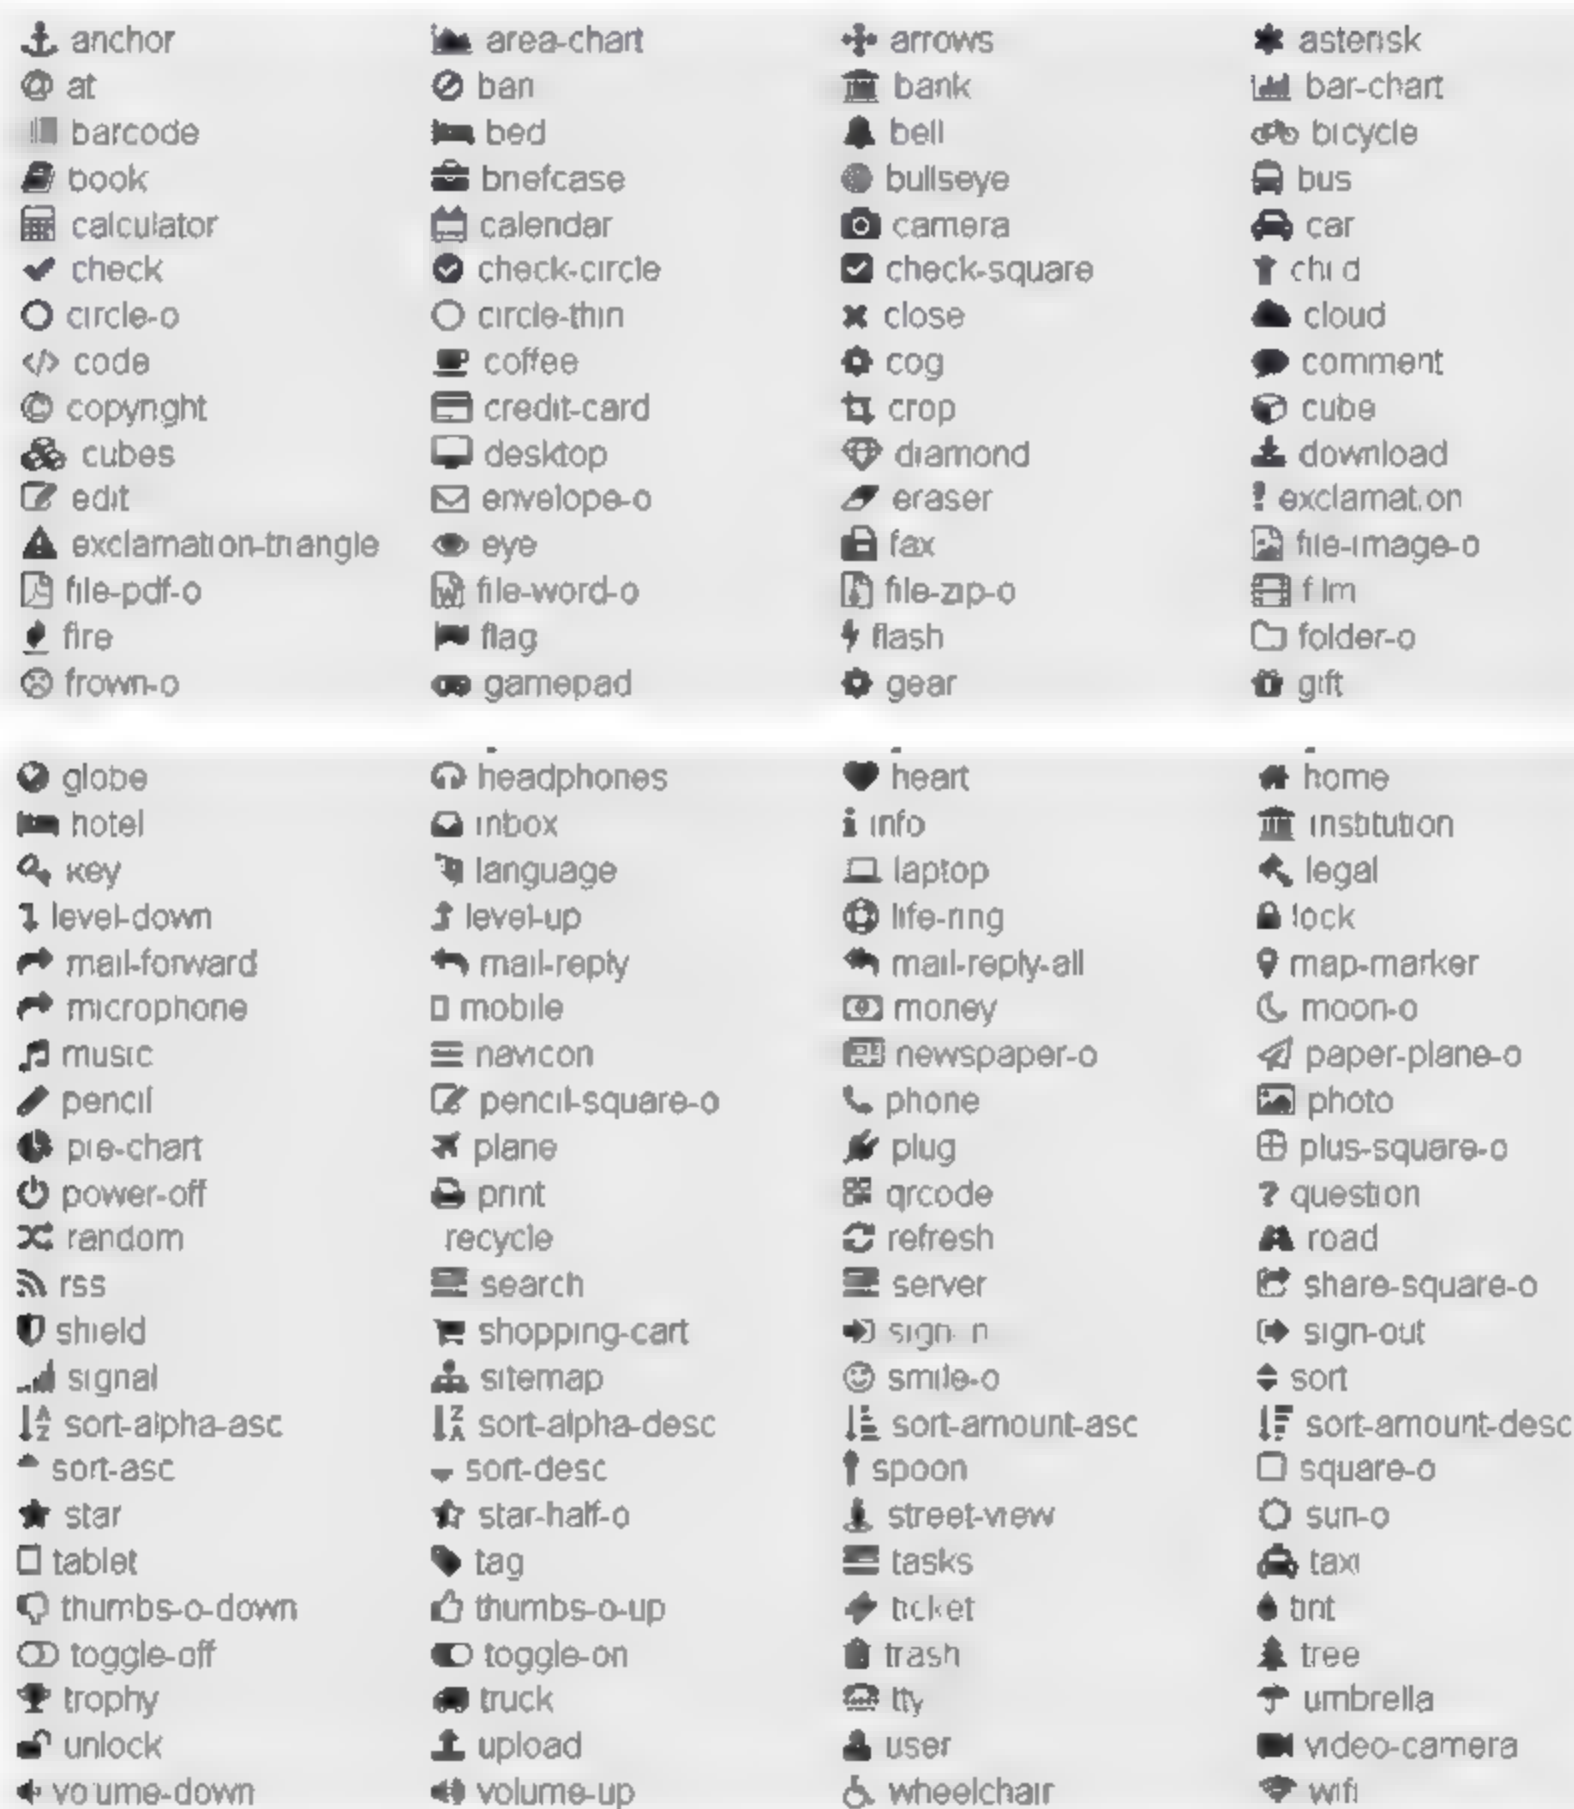 anchor area-chart arrows asterisk
at ban bank bar-chart
barcode bed bell bicycle
book briefcase bullseye bus
calculator calendar camera car
check check-circle check-square child
circle-o circle-thin close cloud
code coffee cog comment
copyright credit-card crop cube
cubes desktop diamond download
edit envelope-o eraser exclamation
exclamation-triangle eye fax file-image-o
file-pdf-o file-word-o file-zip-o film
fire flag flash folder-o
frown-o gamepad gear gift
globe headphones heart home
hotel inbox info institution
key language laptop legal
level-down level-up life-ring lock
mail-forward mail-reply mail-reply-all map-marker
microphone mobile money moon-o
music navicon newspaper-o paper-plane-o
pencil pencil-square-o phone photo
pie-chart plane plug plus-square-o
power-off print qrcode question
random recycle refresh road
rss search server share-square-o
shield shopping-cart sign-in sign-out
signal sitemap smile-o sort
sort-alpha-asc sort-alpha-desc sort-amount-asc sort-amount-desc
sort-asc sort-desc spoon square-o
star star-half-o street-view sun-o
tablet tag tasks taxi
thumbs-o-down thumbs-o-up ticket tint
toggle-off toggle-on trash tree
trophy truck tty umbrella
unlock upload user video-camera
volume-down volume-up wheelchair wifi